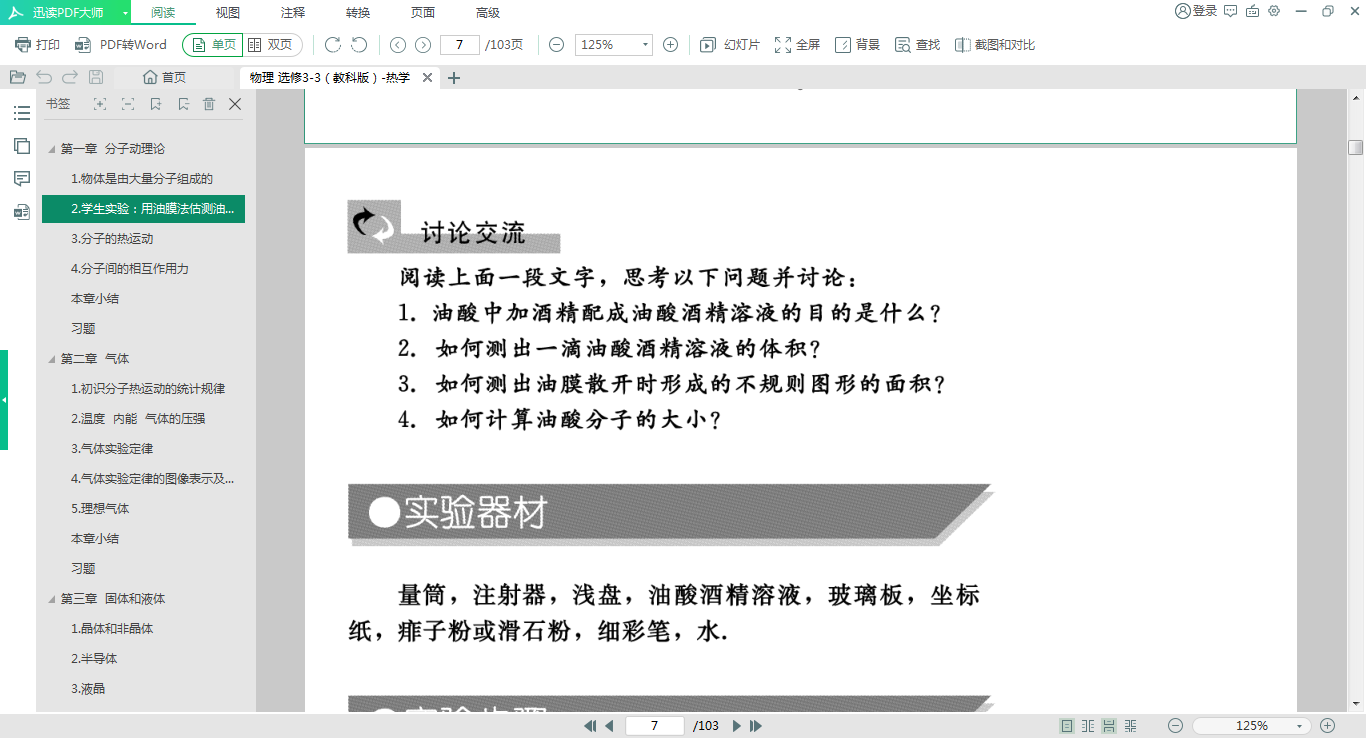 迅读PDF大师 阅读 视图 注释 转换 页面 高级 登录
打印 PDF转Word 单页 双页 7 /103页 125% 幻灯片 全屏 背景 查找 截图和对比
首页 物理 选修3-3（教科版）-热学
书签
第一章 分子动理论
1.物体是由大量分子组成的
2.学生实验：用油膜法估测油...
3.分子的热运动
4.分子间的相互作用力
本章小结
习题
第二章 气体
1.初识分子热运动的统计规律
2.温度 内能 气体的压强
3.气体实验定律
4.气体实验定律的图像表示及...
5.理想气体
本章小结
习题
第三章 固体和液体
1.晶体和非晶体
2.半导体
3.液晶
讨论交流
阅读上面一段文字，思考以下问题并讨论：
1. 油酸中加酒精配成油酸酒精溶液的目的是什么？
2. 如何测出一滴油酸酒精溶液的体积？
3. 如何测出油膜散开时形成的不规则图形的面积？
4. 如何计算油酸分子的大小？
实验器材
量筒，注射器，浅盘，油酸酒精溶液，玻璃板，坐标
纸，痱子粉或滑石粉，细彩笔，水．
实验步骤
7 /103 125%